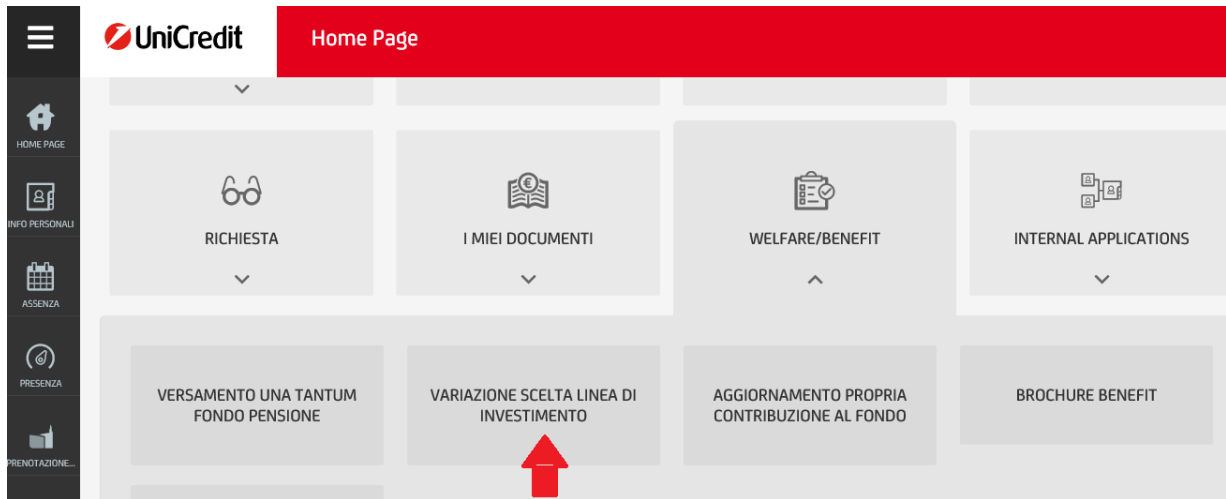 UniCredit
Home Page
HOME PAGE
INFO PERSONALI
ASSENZA
PRESENZA
PRENOTAZIONE...
RICHIESTA
I MIEI DOCUMENTI
WELFARE/BENEFIT
INTERNAL APPLICATIONS
VERSAMENTO UNA TANTUM
FONDO PENSIONE
VARIAZIONE SCELTA LINEA DI
INVESTIMENTO
AGGIORNAMENTO PROPRIA
CONTRIBUZIONE AL FONDO
BROCHURE BENEFIT